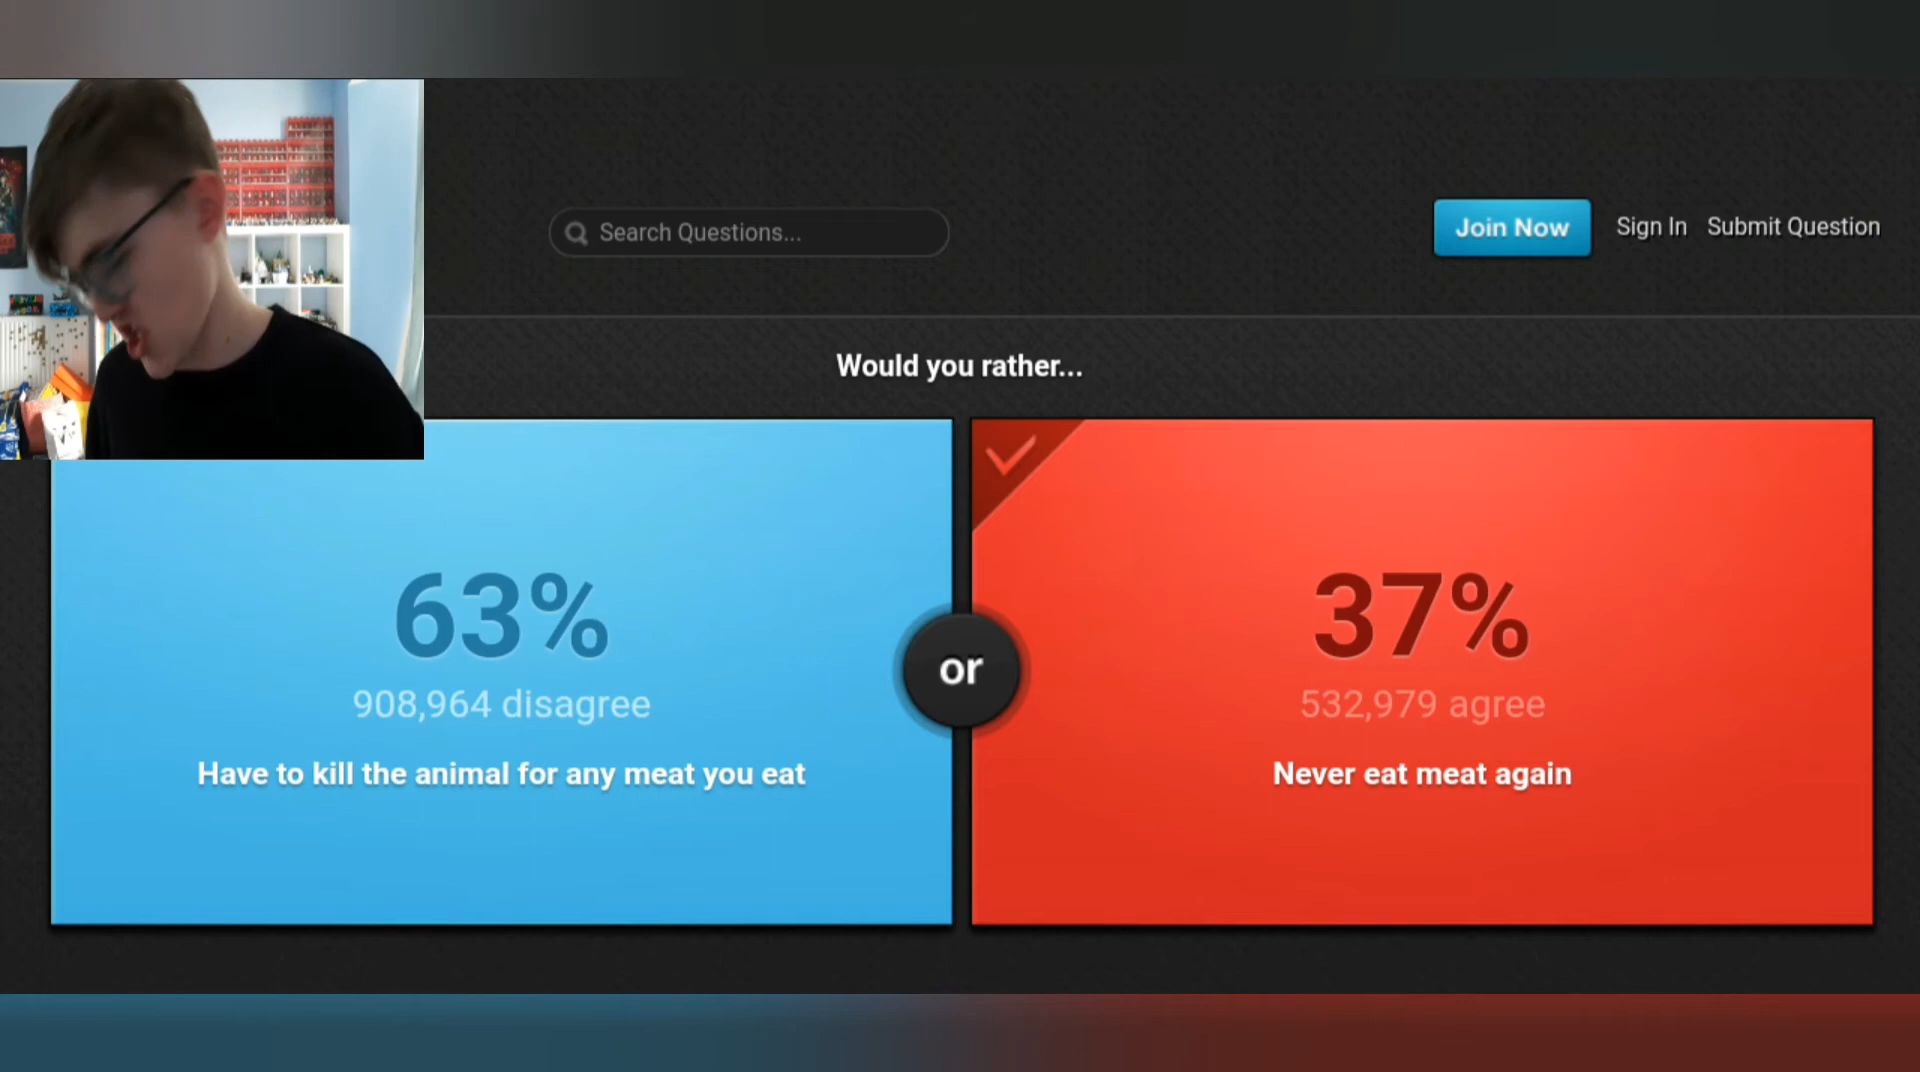 Search Questions...
Join Now
Sign In
Submit Question
Would you rather...
63%
908,964 disagree
Have to kill the animal for any meat you eat
or
37%
532,979 agree
Never eat meat again